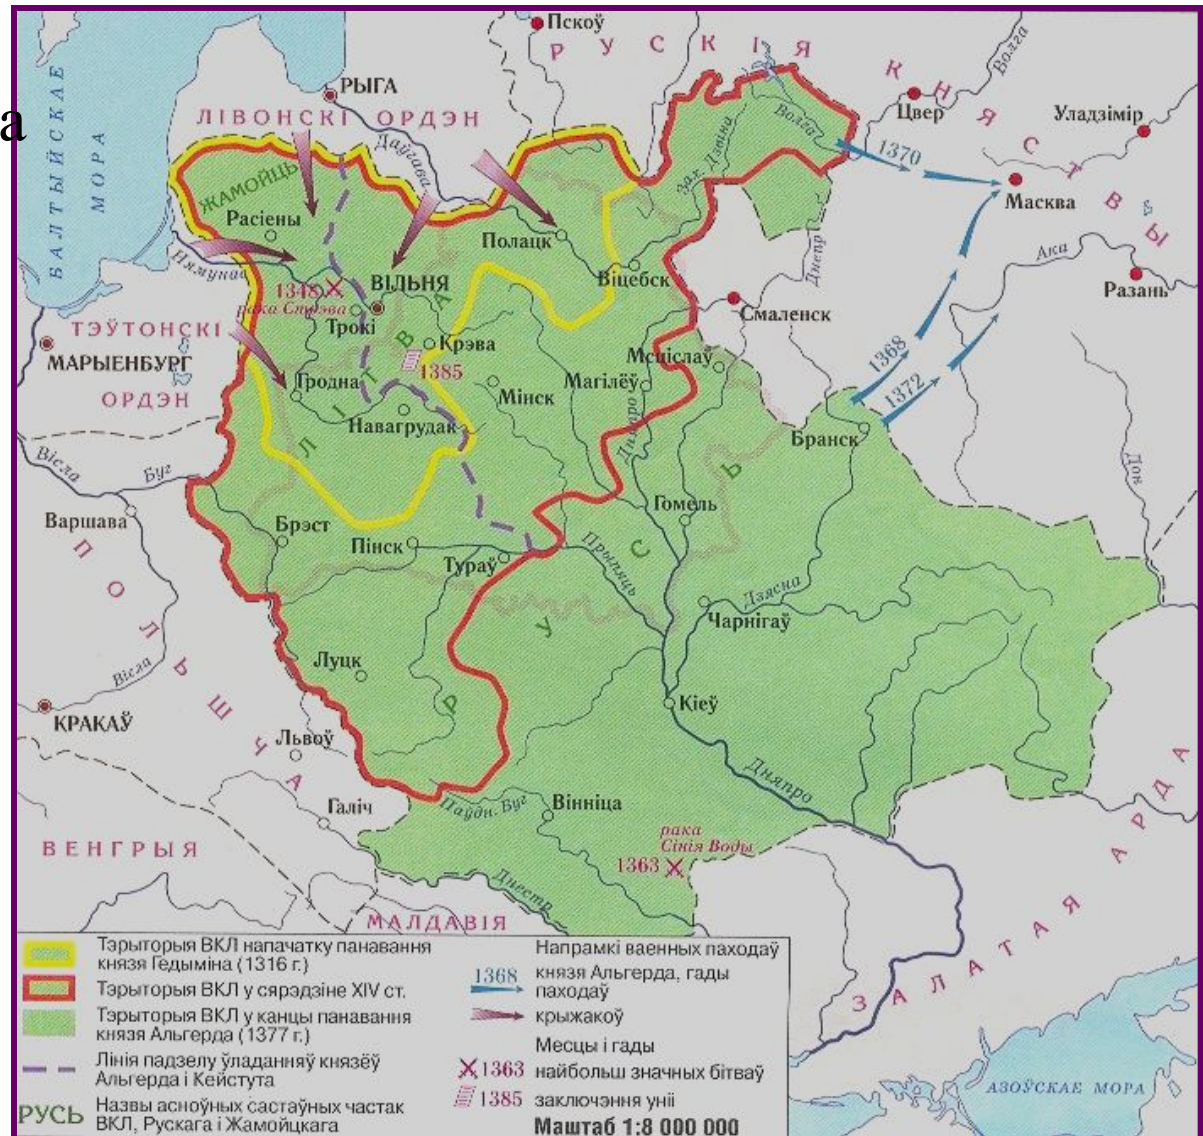 а
Пскоў
РУСКІЯ КНЯСТВЫ
БАЛТЫЙСКАЕ
МОРА
РЫГА
ЛІВОНСКІ ОРДЭН
Даўгава
Волга
Цвер
Волга
Уладзімір
зах. Дзвіна
1370
Масква
ЖАМОЙЦЬ
Расіены
Полацк
Віцебск
Днепр
Ака
Разань
Нямунас
1348
рака Стрэва
ВІЛЬНЯ
Трокі
Смаленск
ТЭЎТОНСКІ
МАРЫЕНБУРГ
ОРДЭН
Крэва
1385
ЛІТВА
Мсціслаў
Магілёў
Мінск
1368
1372
Гродна
Навагрудак
Дняпро
Бранск
Вісла
Буг
Варшава
Дон
Гомель
Брэст
Пінск
Тураў
Прыпяць
РУСЬ
Дзясна
Чарнігаў
ПОЛЬШЧА
Луцк
Вісла
Кіеў
КРАКАЎ
Львоў
Дняпро
Галіч
Паўдн. Буг
Вінніца
рака
Сінія Воды
1363
ВЕНГРЫЯ
Днестр
МАЛДАВІЯ
ЗАЛАТАЯ АРДА
АЗОЎСКАЕ МОРА
Тэрыторыя ВКЛ напачатку панавання
князя Гедыміна (1316 г.)
Тэрыторыя ВКЛ у сярэдзіне XIV ст.
Тэрыторыя ВКЛ у канцы панавання
князя Альгерда (1377 г.)
Лінія падзелу ўладанняў князёў
Альгерда і Кейстута
РУСЬ Назвы асноўных састаўных частак
ВКЛ, Рускага і Жамойцкага
Напрамкі ваенных паходаў
1368 князя Альгерда, гады
паходаў
крыжакоў
Месцы і гады
1363 найбольш значных бітваў
1385 заключэння уніі
Маштаб 1:8 000 000